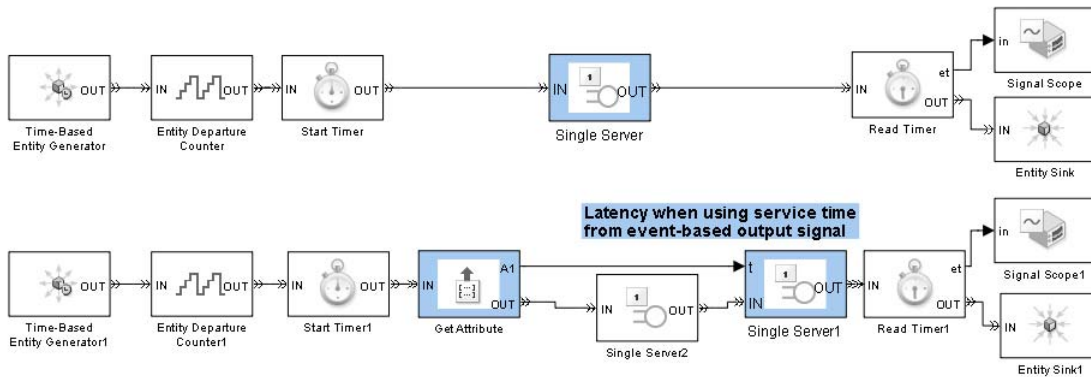 in
Signal Scope
OUT
Time-Based
Entity Generator
IN
OUT
Entity Departure
Counter
IN
OUT
Start Timer
IN
1
OUT
Single Server
IN
et
OUT
Read Timer
IN
Entity Sink
Latency when using service time
from event-based output signal
in
Signal Scope1
OUT
Time-Based
Entity Generator1
IN
OUT
Entity Departure
Counter1
IN
OUT
Start Timer1
IN
[...]
A1
OUT
Get Attribute
IN
1
OUT
Single Server2
t
IN
1
OUT
Single Server1
IN
et
OUT
Read Timer1
IN
Entity Sink1